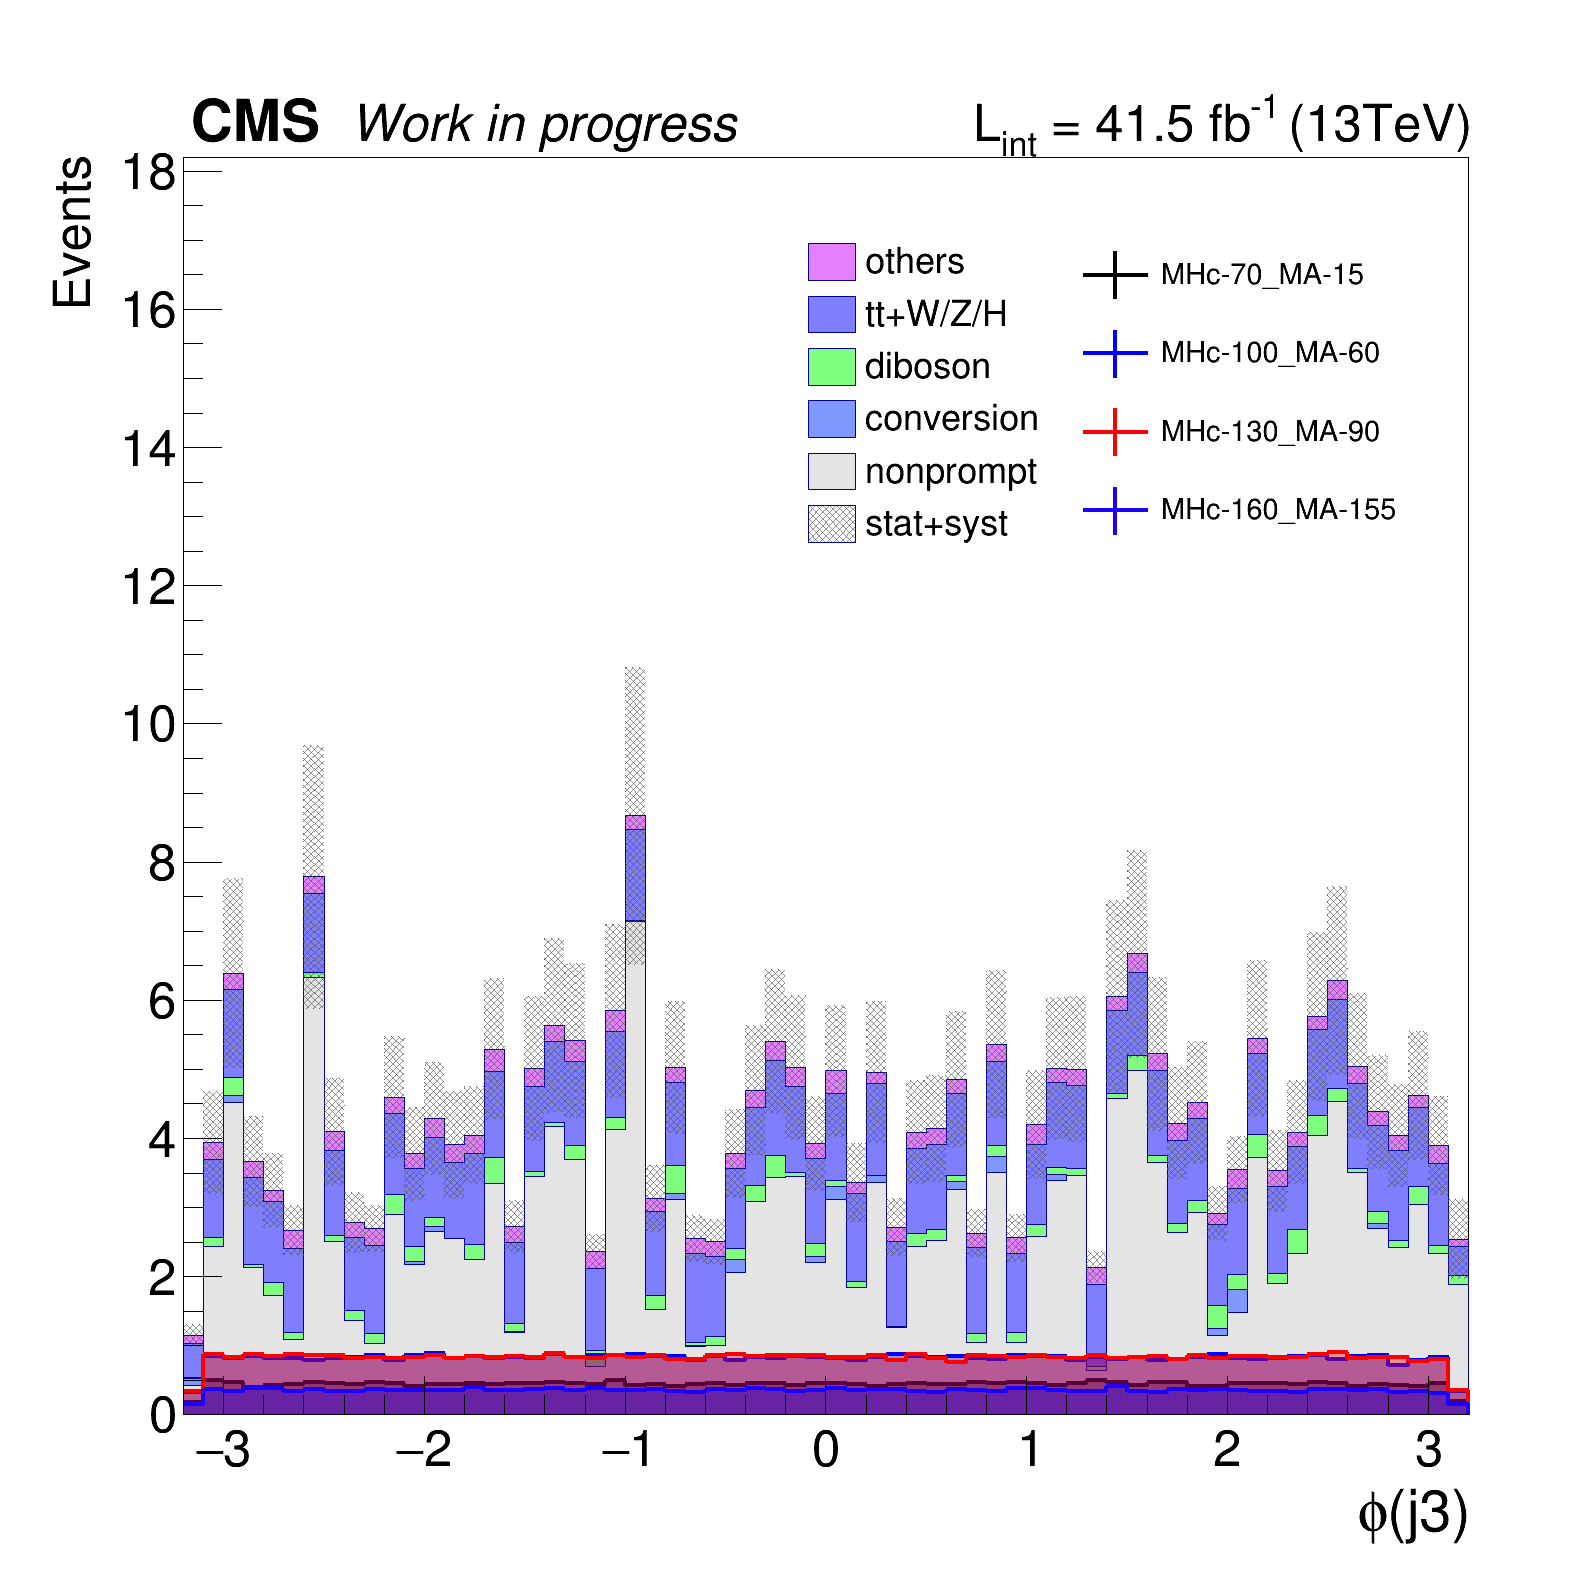 CMS Work in progress
L_int = 41.5 fb^-1 (13TeV)
Events
18
16
14
12
10
8
6
4
2
0
others
tt+W/Z/H
diboson
conversion
nonprompt
stat+syst
MHc-70_MA-15
MHc-100_MA-60
MHc-130_MA-90
MHc-160_MA-155
−3 −2 −1 0 1 2 3
ϕ(j3)